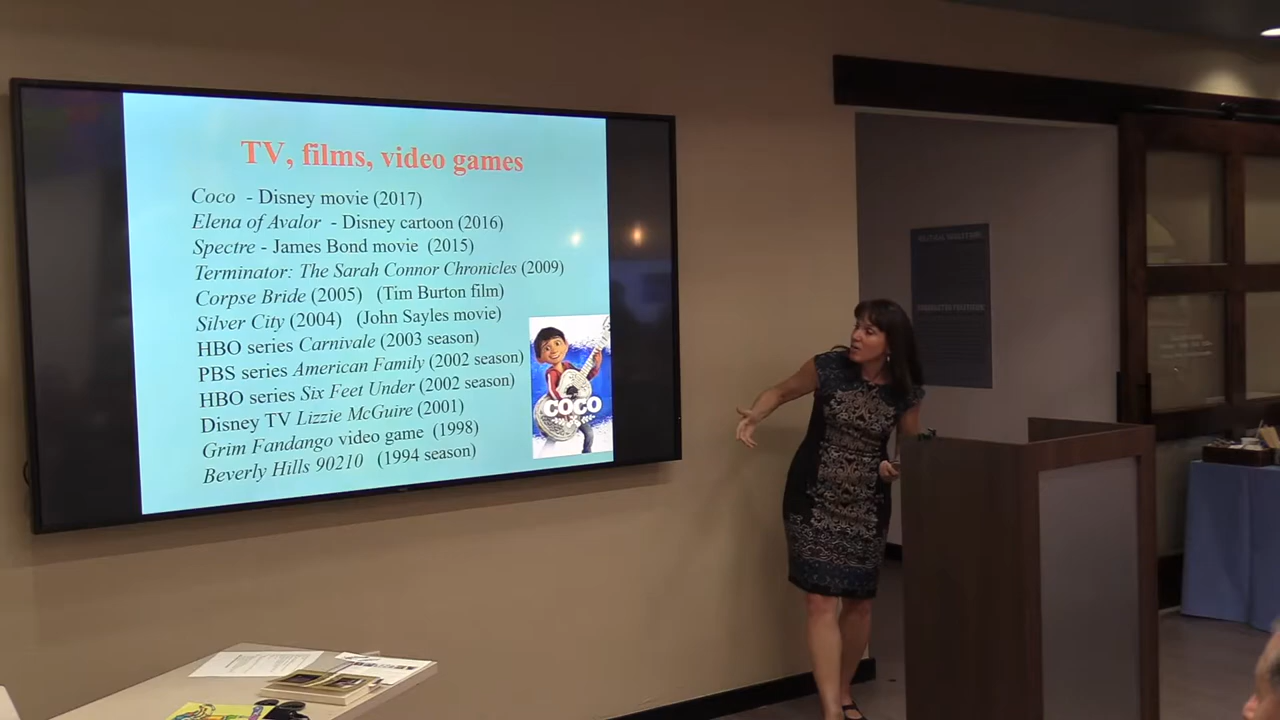 TV, films, video games
Coco - Disney movie (2017)
Elena of Avalor - Disney cartoon (2016)
Spectre - James Bond movie (2015)
Terminator: The Sarah Connor Chronicles (2009)
Corpse Bride (2005) (Tim Burton film)
Silver City (2004) (John Sayles movie)
HBO series Carnivale (2003 season)
PBS series American Family (2002 season)
HBO series Six Feet Under (2002 season)
Disney TV Lizzie McGuire (2001)
Grim Fandango video game (1998)
Beverly Hills 90210 (1994 season)
COCO